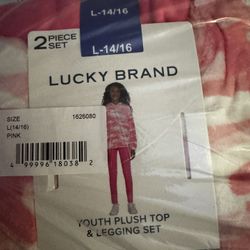 L-14/16
2 PIECE
SET
L-14/16
LUCKY BRAND
SIZE
1626080
L(14/16)
PINK
4 99996 18038 2
YOUTH PLUSH TOP
& LEGGING SET